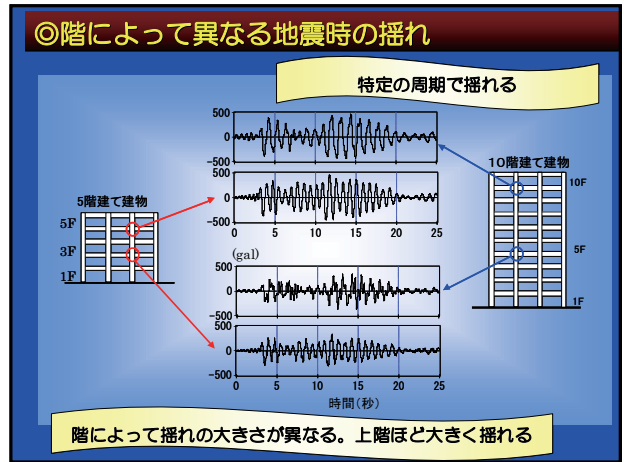 ◎階によって異なる地震時の揺れ
特定の周期で揺れる
500
0
-500
10階建て建物
10F
5F
1F
5階建て建物
5F
3F
1F
500
0
-500
0 5 10 15 20 25
(gal)
500
0
-500
500
0
-500
0 5 10 15 20 25
時間(秒)
階によって揺れの大きさが異なる。上階ほど大きく揺れる